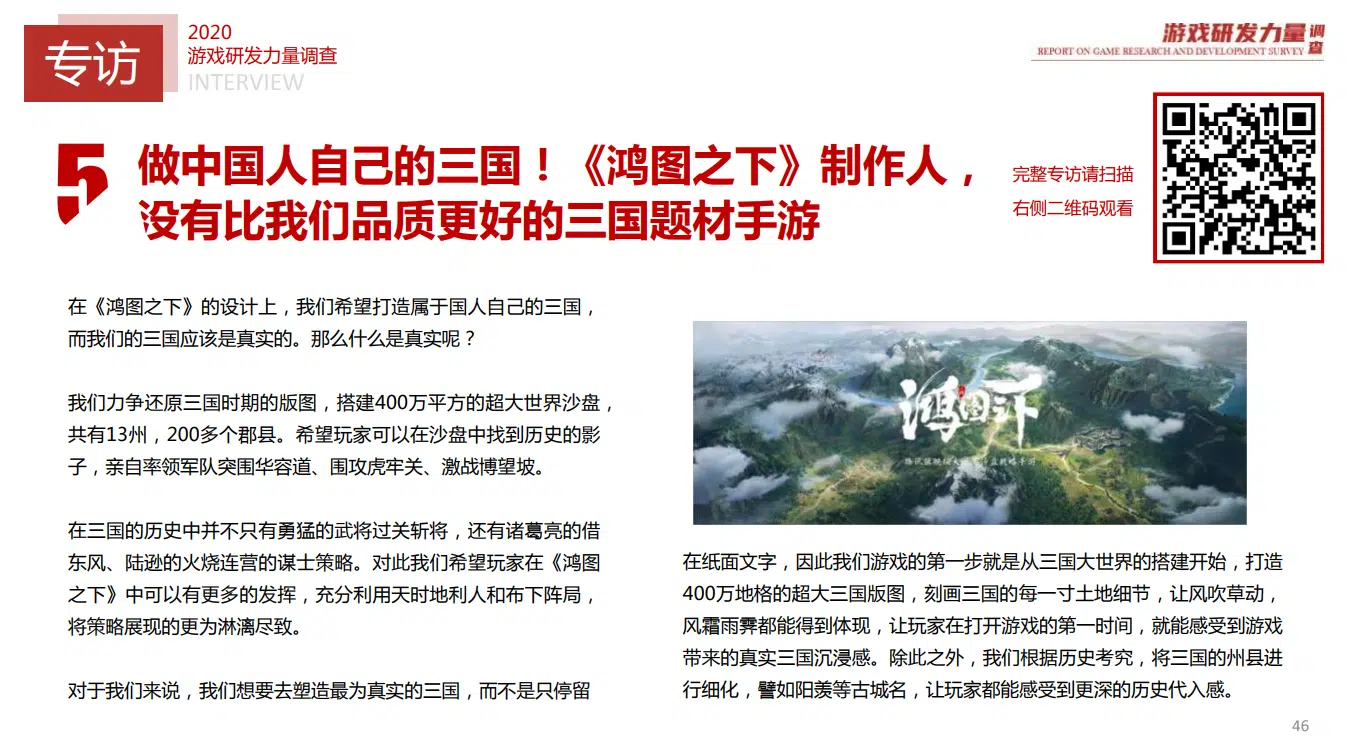 专访
2020
游戏研发力量调查
INTERVIEW
游戏研发力量调查
REPORT ON GAME RESEARCH AND DEVELOPMENT SURVEY
5
做中国人自己的三国！《鸿图之下》制作人，
没有比我们品质更好的三国题材手游
完整专访请扫描
右侧二维码观看
在《鸿图之下》的设计上，我们希望打造属于国人自己的三国，
而我们的三国应该是真实的。那么什么是真实呢？
我们力争还原三国时期的版图，搭建400万平方的超大世界沙盘，
共有13州，200多个郡县。希望玩家可以在沙盘中找到历史的影
子，亲自率领军队突围华容道、围攻虎牢关、激战博望坡。
在三国的历史中并不只有勇猛的武将过关斩将，还有诸葛亮的借
东风、陆逊的火烧连营的谋士策略。对此我们希望玩家在《鸿图
之下》中可以有更多的发挥，充分利用天时地利人和布下阵局，
将策略展现的更为淋漓尽致。
对于我们来说，我们想要去塑造最为真实的三国，而不是只停留
鸿图之下
在纸面文字，因此我们游戏的第一步就是从三国大世界的搭建开始，打造
400万地格的超大三国版图，刻画三国的每一寸土地细节，让风吹草动，
风霜雨霁都能得到体现，让玩家在打开游戏的第一时间，就能感受到游戏
带来的真实三国沉浸感。除此之外，我们根据历史考究，将三国的州县进
行细化，譬如阳羡等古城名，让玩家都能感受到更深的历史代入感。
46